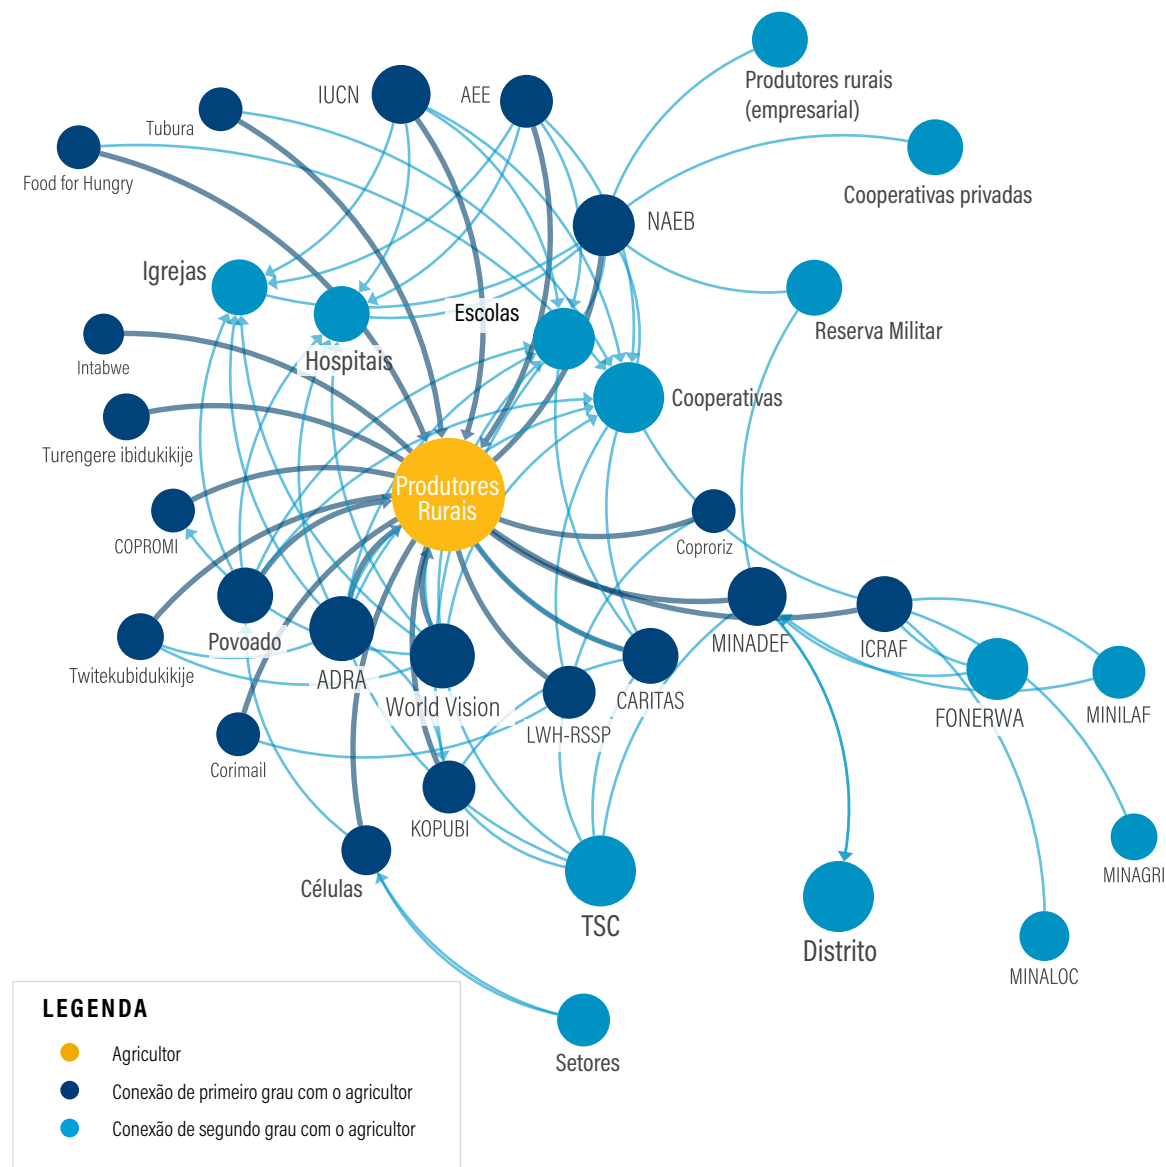 Produtores rurais
(empresarial)
IUCN
AEE
Tubura
Food for Hungry
Cooperativas privadas
NAEB
Igrejas
Escolas
Reserva Militar
Hospitais
Intabwe
Cooperativas
Turengere ibidukikije
Produtores
Rurais
COPROMI
Coproriz
Povoado
MINADEF
ICRAF
Twitekubidukikije
ADRA
World Vision
CARITAS
FONERWA
MINILAF
LWH-RSSP
Corimail
KOPUBI
MINAGRI
Células
TSC
Distrito
MINALOC
Setores
LEGENDA
Agricultor
Conexão de primeiro grau com o agricultor
Conexão de segundo grau com o agricultor